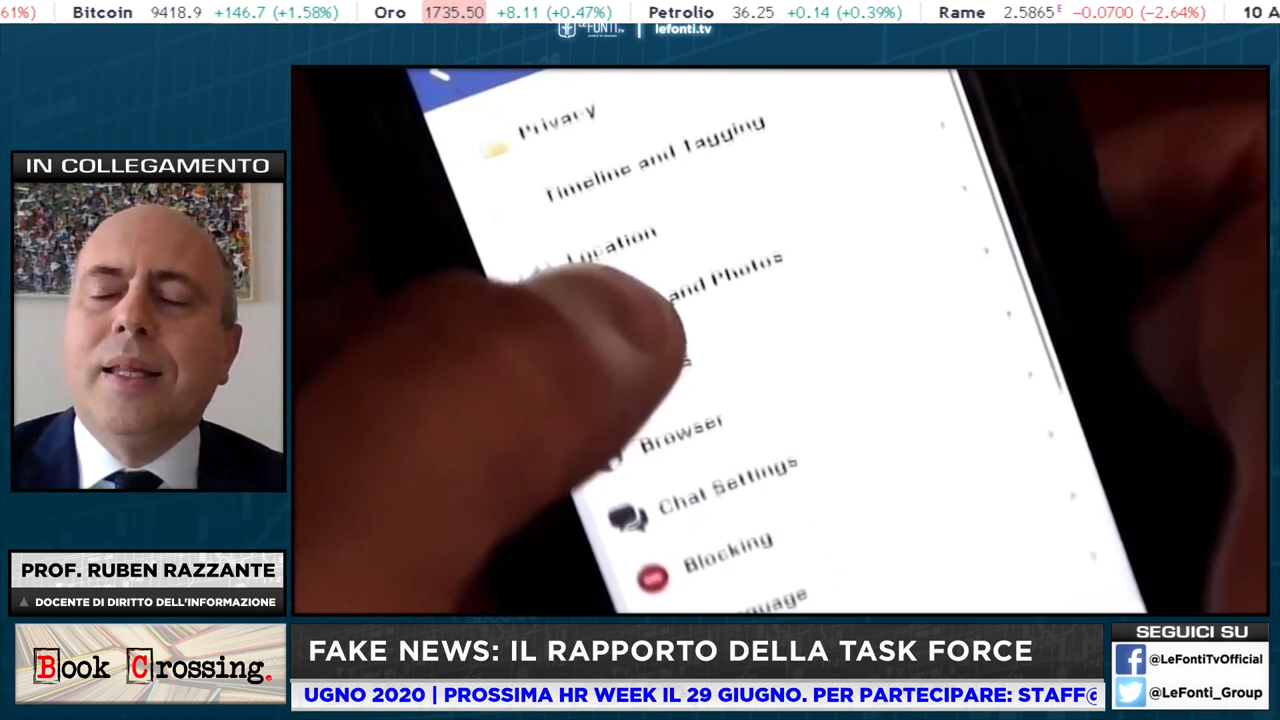 61%) Bitcoin 9418.9 +146.7 (+1.58%) Oro 1735.50 +8.11 (+0.47%) Petrolio 36.25 +0.14 (+0.39%) Rame 2.5865E −0.0700 (−2.64%) 10 A
LEFONTI.TV | lefonti.tv
IN COLLEGAMENTO
Privacy
Timeline and Tagging
Location
and Photos
Browser
Chat Settings
Blocking
PROF. RUBEN RAZZANTE
DOCENTE DI DIRITTO DELL'INFORMAZIONE
Book Crossing.
FAKE NEWS: IL RAPPORTO DELLA TASK FORCE
UGNO 2020 | PROSSIMA HR WEEK IL 29 GIUGNO. PER PARTECIPARE: STAFF@
SEGUICI SU
@LeFontiTvOfficial
@LeFonti_Group